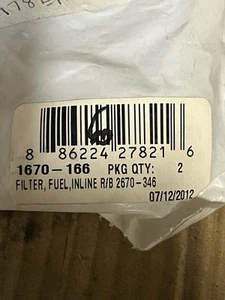 8 86224 27821 6
1670-166 PKG QTY: 2
FILTER, FUEL,INLINE R/B 2670-346
07/12/2012